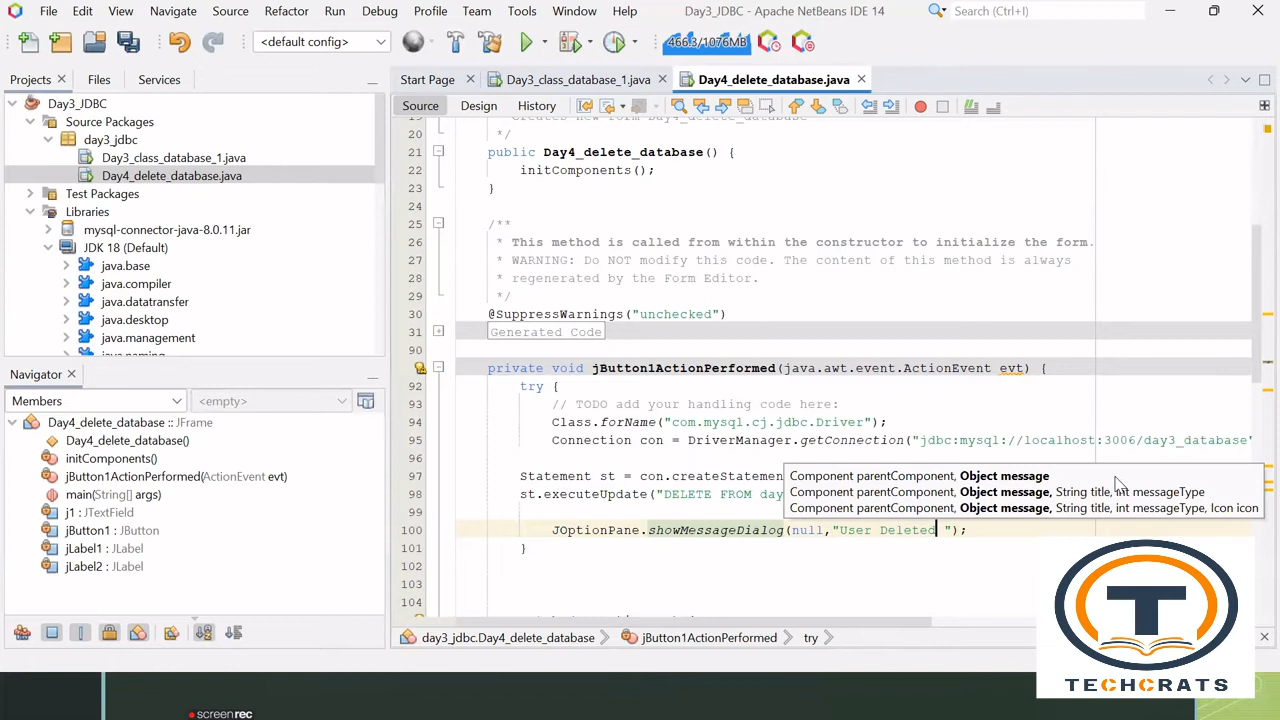 File Edit View Navigate Source Refactor Run Debug Profile Team Tools Window Help
Day3_JDBC - Apache NetBeans IDE 14
Search (Ctrl+I)
<default config>
466.3/1076MB
Projects
Files
Services
Start Page
Day3_class_database_1.java
Day4_delete_database.java
Day3_JDBC
Source Packages
day3_jdbc
Day3_class_database_1.java
Day4_delete_database.java
Test Packages
Libraries
mysql-connector-java-8.0.11.jar
JDK 18 (Default)
java.base
java.compiler
java.datatransfer
java.desktop
java.management
java.naming
Navigator
Members
<empty>
Day4_delete_database :: JFrame
Day4_delete_database()
initComponents()
jButton1ActionPerformed(ActionEvent evt)
main(String[] args)
j1 : JTextField
jButton1 : JButton
jLabel1 : JLabel
jLabel2 : JLabel
Source Design History
19 * Creates new form Day4_delete_database
20 */
21 public Day4_delete_database() {
22 initComponents();
23 }
24
25 /**
26 * This method is called from within the constructor to initialize the form.
27 * WARNING: Do NOT modify this code. The content of this method is always
28 * regenerated by the Form Editor.
29 */
30 @SuppressWarnings("unchecked")
31 Generated Code
90
91 private void jButton1ActionPerformed(java.awt.event.ActionEvent evt) {
92 try {
93 // TODO add your handling code here:
94 Class.forName("com.mysql.cj.jdbc.Driver");
95 Connection con = DriverManager.getConnection("jdbc:mysql://localhost:3006/day3_database"
96
97 Statement st = con.createStatement
98 st.executeUpdate("DELETE FROM day
99
100 JOptionPane.showMessageDialog(null,"User Deleted ");
101 }
102
103
104
Component parentComponent, Object message
Component parentComponent, Object message, String title, int messageType
Component parentComponent, Object message, String title, int messageType, Icon icon
day3_jdbc.Day4_delete_database
jButton1ActionPerformed
try
T
TECHCRATS
screenrec